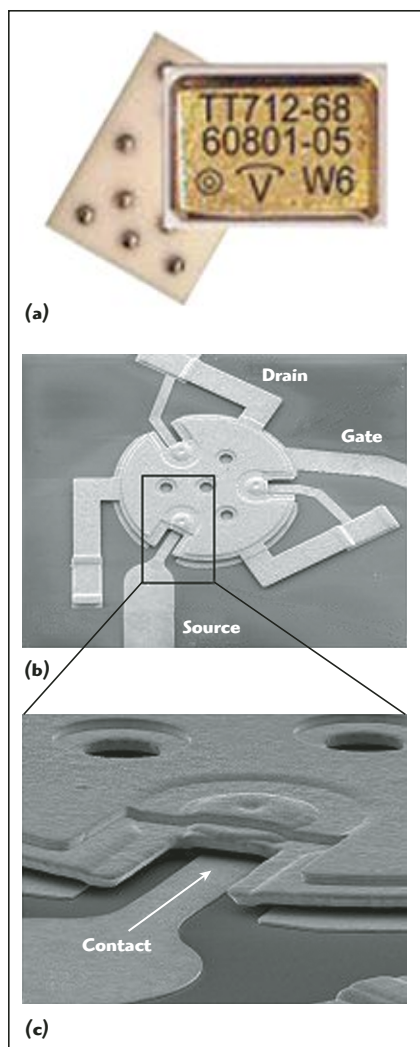 TT712-68
60801-05
V W6
(a)
Drain
Gate
Source
(b)
Contact
(c)